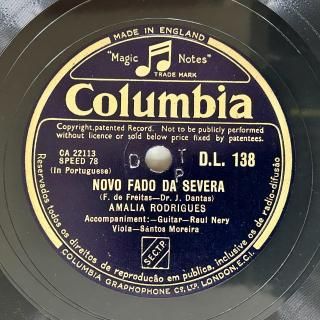 MADE IN ENGLAND
"Magic Notes"
TRADE MARK
Columbia
Copyright, patented Record. Not to be publicly performed
without licence or sold below price fixed by patentees.
CA 22113
SPEED 78
(In Portuguese)
D T
P
D.L. 138
NOVO FADO DA SEVERA
(F. de Freitas—Dr. J. Dantas)
AMALIA RODRIGUES
Accompaniment:-Guitar-Raul Nery
Viola-Santos Moreira
S.E.C.T.P.
Reservados todos os direitos de reprodução em publico, inclusive os de radio-difusão
COLUMBIA GRAPHOPHONE CO. LTD. LONDON, E.C.1